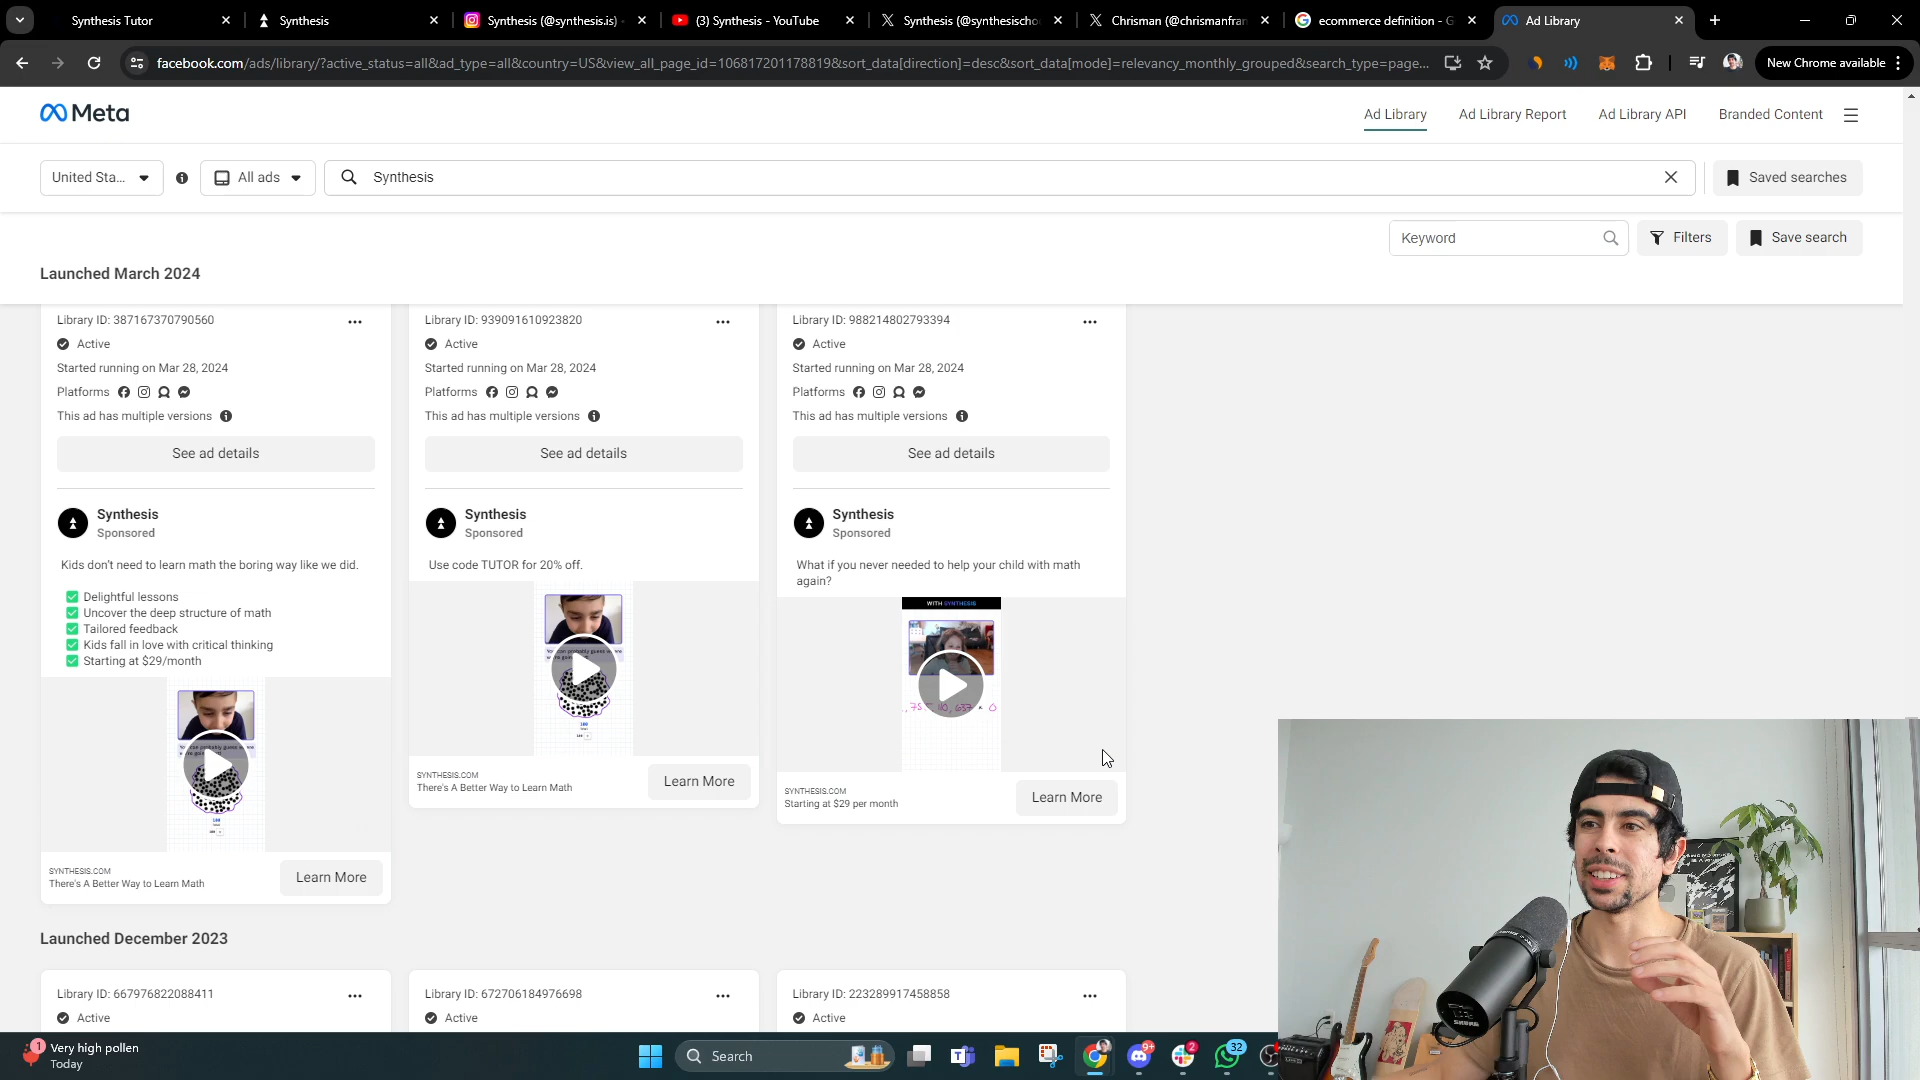 Synthesis Tutor
Synthesis
Synthesis (@synthesis.is)
(3) Synthesis - YouTube
Synthesis (@synthesischo
Chrisman (@chrismanfran
ecommerce definition - G
Ad Library
facebook.com/ads/library/?active_status=all&ad_type=all&country=US&view_all_page_id=106817201178819&sort_data[direction]=desc&sort_data[mode]=relevancy_monthly_grouped&search_type=page...
New Chrome available
Meta
Ad Library
Ad Library Report
Ad Library API
Branded Content
United Sta...
All ads
Synthesis
Saved searches
Keyword
Filters
Save search
Launched March 2024
Library ID: 387167370790560
Active
Started running on Mar 28, 2024
Platforms
This ad has multiple versions
See ad details
Synthesis
Sponsored
Kids don't need to learn math the boring way like we did.
Delightful lessons
Uncover the deep structure of math
Tailored feedback
Kids fall in love with critical thinking
Starting at $29/month
SYNTHESIS.COM
There's A Better Way to Learn Math
Learn More
Library ID: 939091610923820
Active
Started running on Mar 28, 2024
Platforms
This ad has multiple versions
See ad details
Synthesis
Sponsored
Use code TUTOR for 20% off.
SYNTHESIS.COM
There's A Better Way to Learn Math
Learn More
Library ID: 988214802793394
Active
Started running on Mar 28, 2024
Platforms
This ad has multiple versions
See ad details
Synthesis
Sponsored
What if you never needed to help your child with math
again?
WITH SYNTHESIS
SYNTHESIS.COM
Starting at $29 per month
Learn More
Launched December 2023
Library ID: 667976822088411
Active
Library ID: 672706184976698
Active
Library ID: 223289917458858
Active
1
Very high pollen
Today
Search
9+
2
32
SHURE